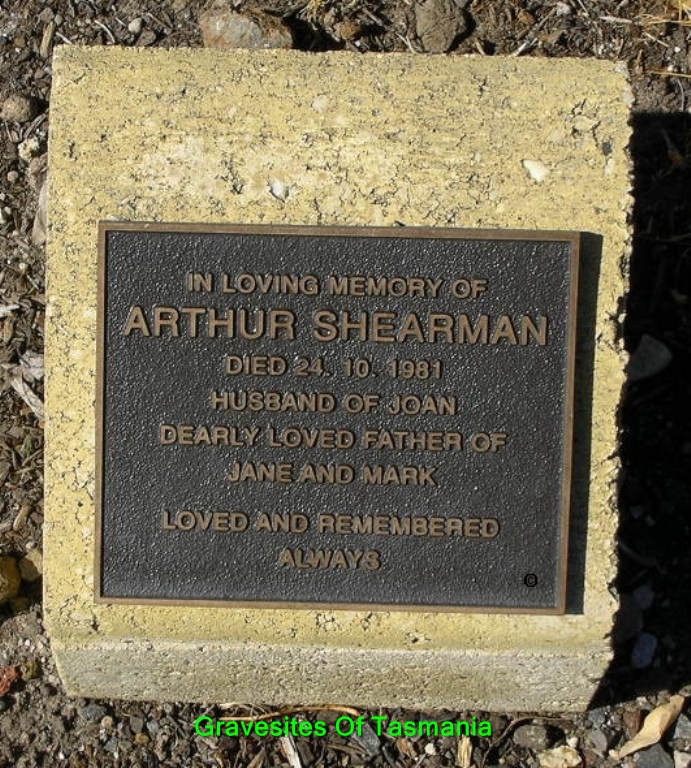 IN LOVING MEMORY OF
ARTHUR SHEARMAN
DIED 24. 10. 1981
HUSBAND OF JOAN
DEARLY LOVED FATHER OF
JANE AND MARK
LOVED AND REMEMBERED
ALWAYS
©
Gravesites Of Tasmania